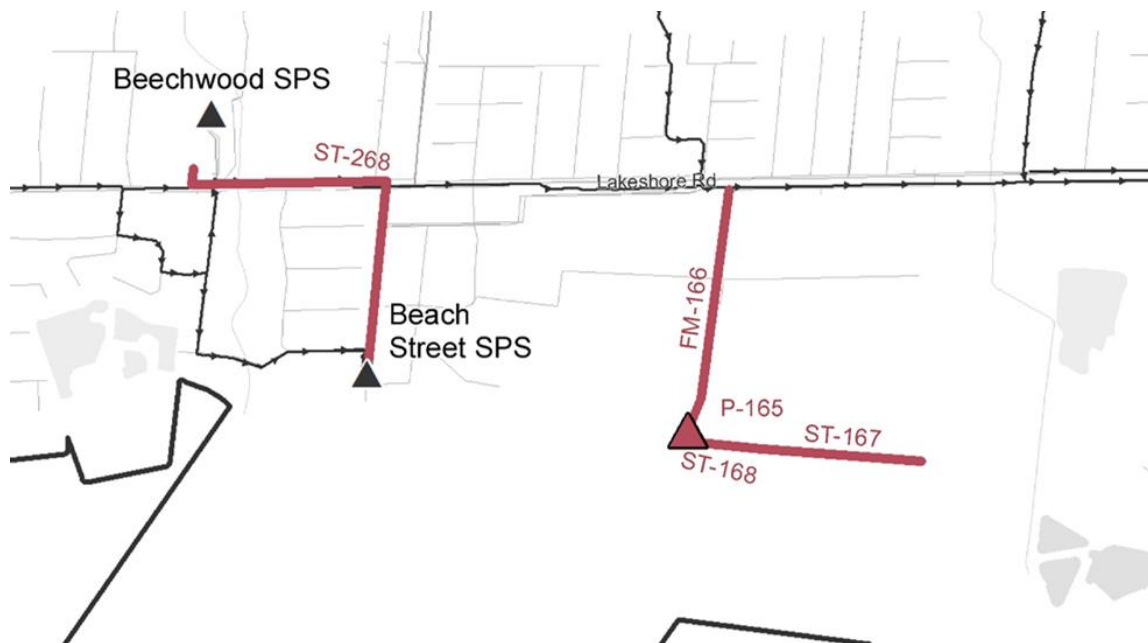 Beechwood SPS
ST-268
Lakeshore Rd
FM-166
Beach
Street SPS
P-165
ST-167
ST-168